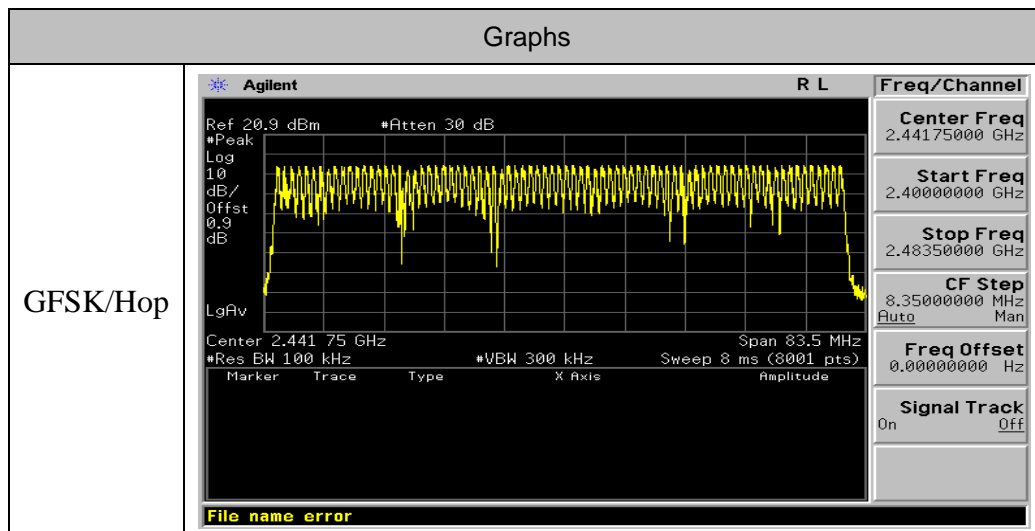 Graphs
GFSK/Hop
Agilent R L
Ref 20.9 dBm #Atten 30 dB
#Peak
Log
10
dB/
Offst
0.9
dB
LgAv
Center 2.441 75 GHz Span 83.5 MHz
#Res BW 100 kHz #VBW 300 kHz Sweep 8 ms (8001 pts)
Marker Trace Type X Axis Amplitude
File name error
Freq/Channel
Center Freq
2.44175000 GHz
Start Freq
2.40000000 GHz
Stop Freq
2.48350000 GHz
CF Step
8.35000000 MHz
Auto Man
Freq Offset
0.00000000 Hz
Signal Track
On Off